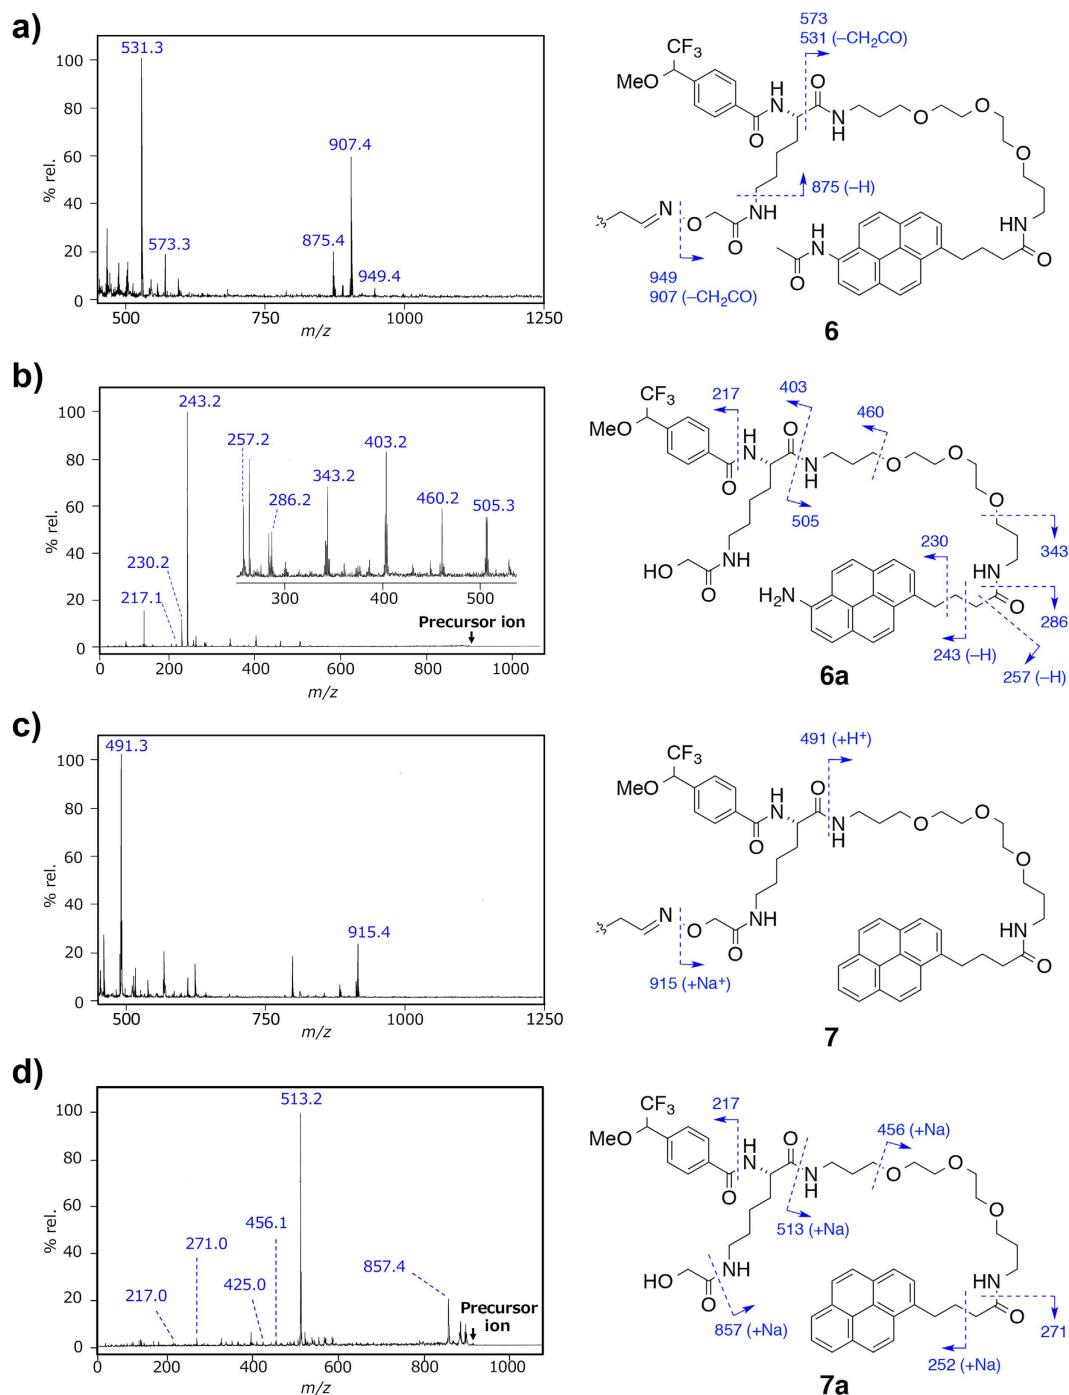 a)
% rel.
100
80
60
40
20
0
531.3
573.3
875.4
907.4
949.4
500
750
1000
1250
m/z
573
531 (–CH₂CO)
CF₃
MeO
H
N
O
O
N
H
O
O
O
875 (–H)
N
O
O
NH
HN
O
H
N
O
949
907 (–CH₂CO)
6
b)
% rel.
100
80
60
40
20
0
243.2
257.2
286.2
343.2
403.2
460.2
505.3
230.2
217.1
300
400
500
Precursor ion
0
200
400
600
800
1000
m/z
217
403
460
CF₃
MeO
H
N
O
O
N
H
O
O
O
505
230
343
NH
HO
O
H₂N
NH
O
286
243 (–H)
257 (–H)
6a
c)
% rel.
100
80
60
40
20
0
491.3
915.4
500
750
1000
1250
m/z
491 (+H⁺)
CF₃
MeO
H
N
O
O
N
H
O
O
O
N
O
O
NH
HN
O
915 (+Na⁺)
7
d)
% rel.
100
80
60
40
20
0
513.2
456.1
271.0
425.0
217.0
857.4
Precursor
ion
0
200
400
600
800
1000
m/z
217
CF₃
456 (+Na)
MeO
H
N
O
O
N
H
O
O
O
513 (+Na)
NH
HO
O
NH
O
857 (+Na)
271
252 (+Na)
7a